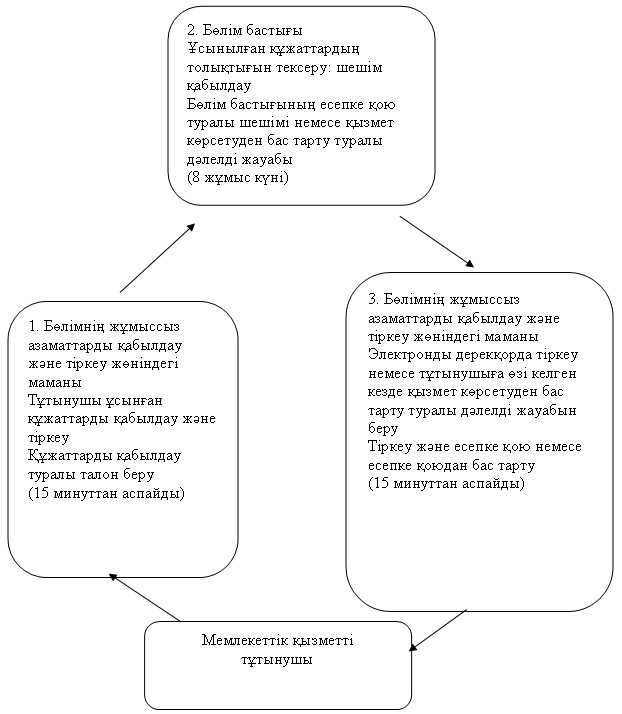 2. Бөлім бастығы
Ұсынылған құжаттардың
толықтығын тексеру: шешім
қабылдау
Бөлім бастығының есепке қою
туралы шешімі немесе қызмет
көрсетуден бас тарту туралы
дәлелді жауабы
(8 жұмыс күні)
1. Бөлімнің жұмыссыз
азаматтарды қабылдау
және тіркеу жөніндегі
маманы
Тұтынушы ұсынған
құжаттарды қабылдау және
тіркеу
Құжаттарды қабылдау
туралы талон беру
(15 минуттан аспайды)
3. Бөлімнің жұмыссыз
азаматтарды қабылдау және
тіркеу жөніндегі маманы
Электронды дерекқорда тіркеу
немесе тұтынушыға өзі келген
кезде қызмет көрсетуден бас
тарту туралы дәлелді жауабын
беру
Тіркеу және есепке қою немесе
есепке қоюдан бас тарту
(15 минуттан аспайды)
Мемлекеттік қызметті
тұтынушы